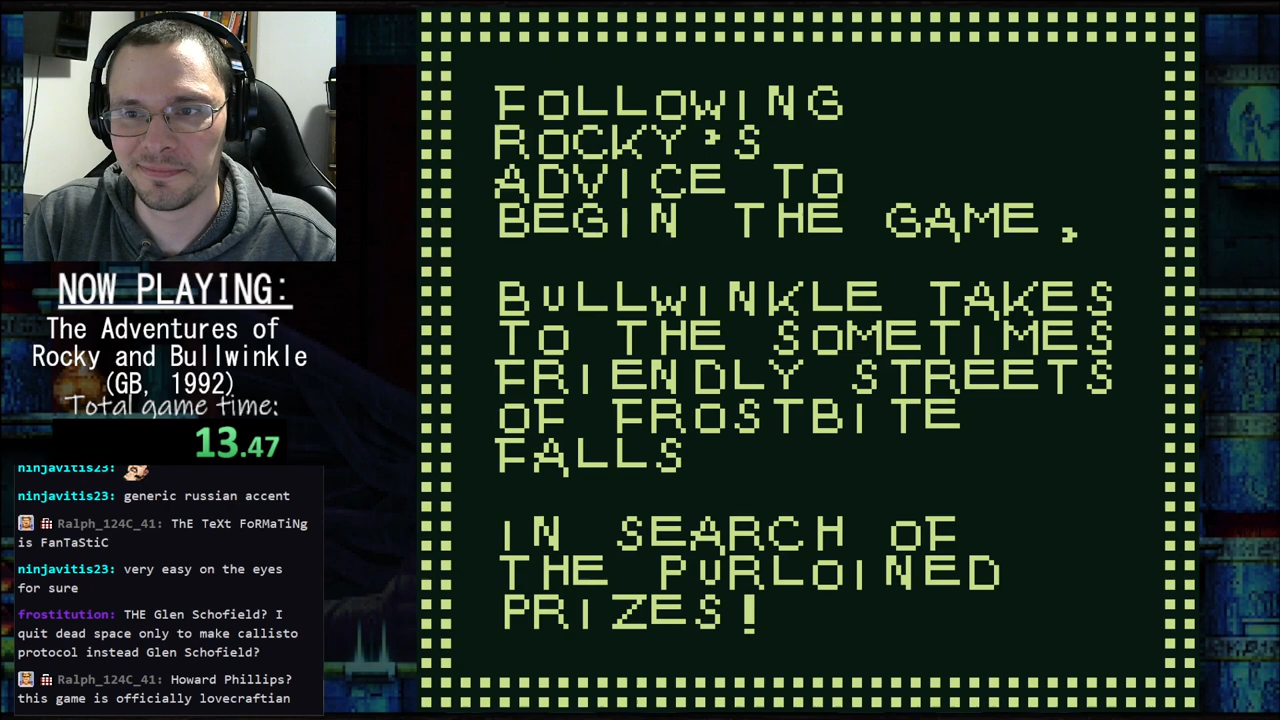 NOW PLAYING:
The Adventures of
Rocky and Bullwinkle
(GB, 1992)
Total game time:
13.47
ninjavitis23:
ninjavitis23: generic russian accent
Ralph_124C_41: ThE TeXt FoRMaTiNg
is FanTaStiC
ninjavitis23: very easy on the eyes
for sure
frostitution: THE Glen Schofield? I
quit dead space only to make callisto
protocol instead Glen Schofield?
Ralph_124C_41: Howard Phillips?
this game is officially lovecraftian
FOLLOWING
ROCKY'S
ADVICE TO
BEGIN THE GAME,
BULLWINKLE TAKES
TO THE SOMETIMES
FRIENDLY STREETS
OF FROSTBITE
FALLS
IN SEARCH OF
THE PURLOINED
PRIZES!